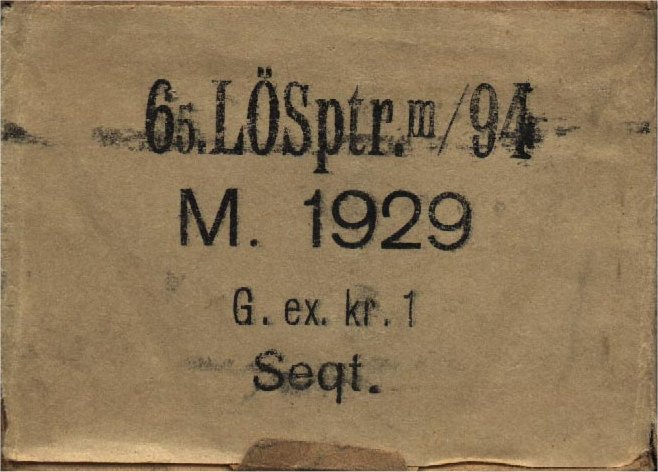 65.LÖSptr.m/94
M. 1929
G. ex. kr. 1
Seqt.